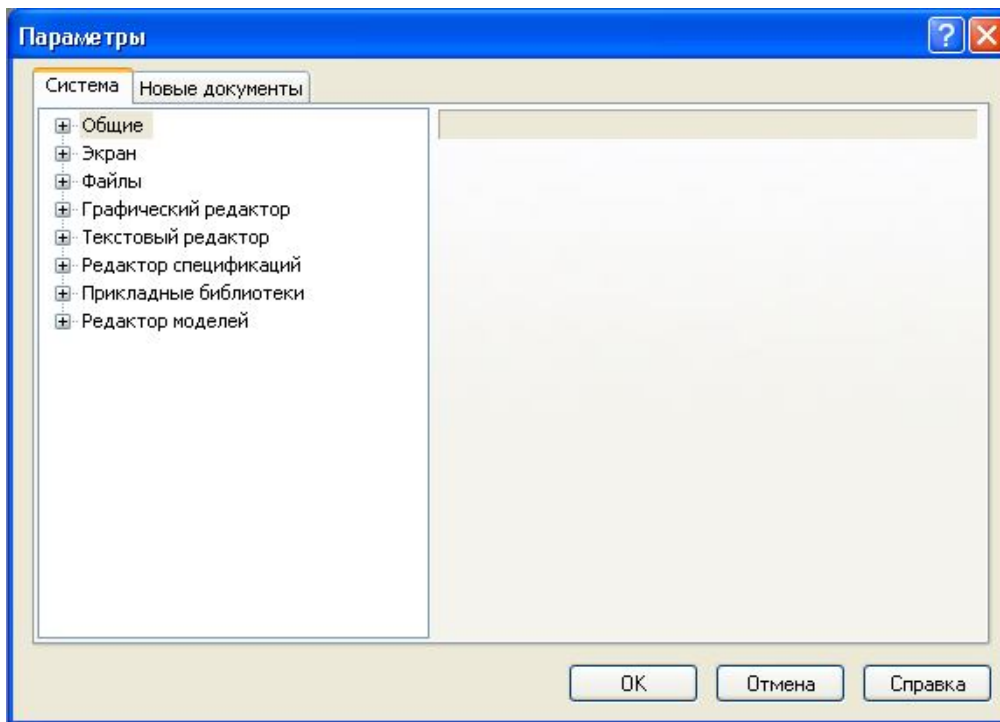 Параметры
Система Новые документы
Общие
Экран
Файлы
Графический редактор
Текстовый редактор
Редактор спецификаций
Прикладные библиотеки
Редактор моделей
OK Отмена Справка